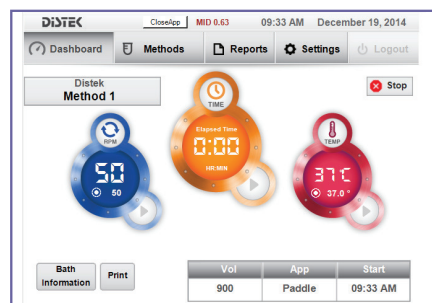 DISTEK CloseApp MID 0.63 09:33 AM December 19, 2014
Dashboard Methods Reports Settings Logout
Distek
Method 1
Stop
TIME
Elapsed Time
0:00
HR:MIN
RPM
50
50
TEMP
37℃
37.0 °
Bath
Information
Print
Vol App Start
900 Paddle 09:33 AM